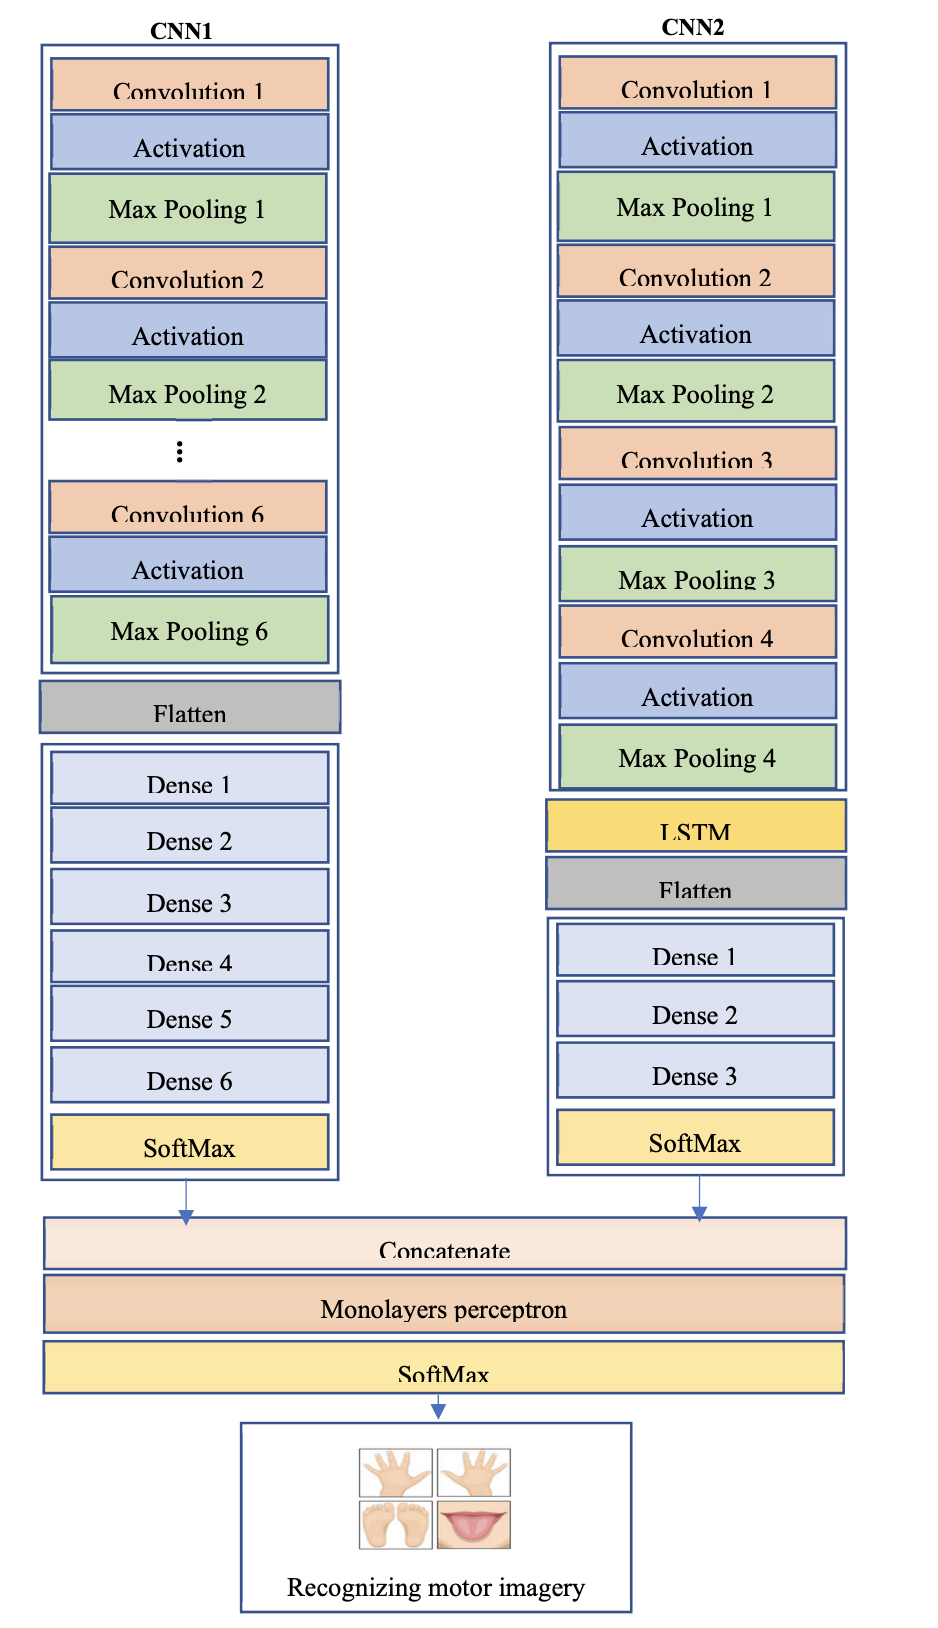 CNN1
Convolution 1
Activation
Max Pooling 1
Convolution 2
Activation
Max Pooling 2
⋮
Convolution 6
Activation
Max Pooling 6
Flatten
Dense 1
Dense 2
Dense 3
Dense 4
Dense 5
Dense 6
SoftMax
CNN2
Convolution 1
Activation
Max Pooling 1
Convolution 2
Activation
Max Pooling 2
Convolution 3
Activation
Max Pooling 3
Convolution 4
Activation
Max Pooling 4
LSTM
Flatten
Dense 1
Dense 2
Dense 3
SoftMax
Concatenate
Monolayers perceptron
SoftMax
Recognizing motor imagery